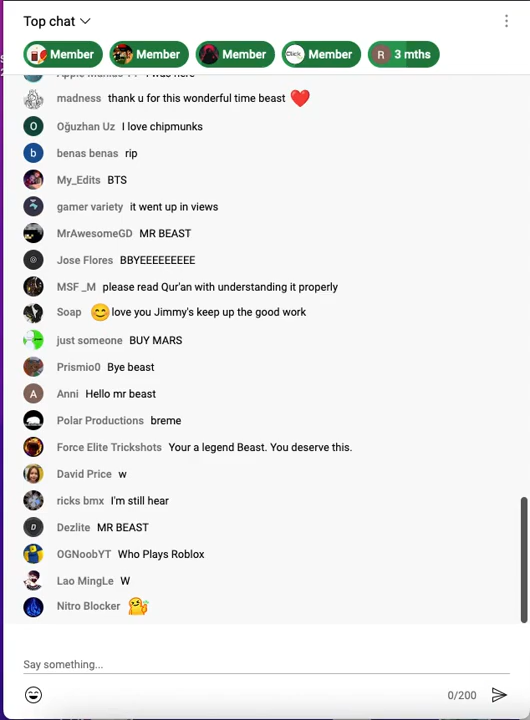 Top chat
Member Member Member Click Member R 3 mths
I was here
madness thank u for this wonderful time beast ❤️
O Oğuzhan Uz I love chipmunks
b benas benas rip
My_Edits BTS
gamer variety it went up in views
MrAwesomeGD MR BEAST
Jose Flores BBYEEEEEEEEE
MSF _M please read Qur'an with understanding it properly
Soap 😊love you Jimmy's keep up the good work
just someone BUY MARS
Prismio0 Bye beast
A Anni Hello mr beast
Polar Productions breme
Force Elite Trickshots Your a legend Beast. You deserve this.
David Price w
ricks bmx I'm still hear
D Dezlite MR BEAST
OGNoobYT Who Plays Roblox
Lao MingLe W
Nitro Blocker
Say something...
0/200